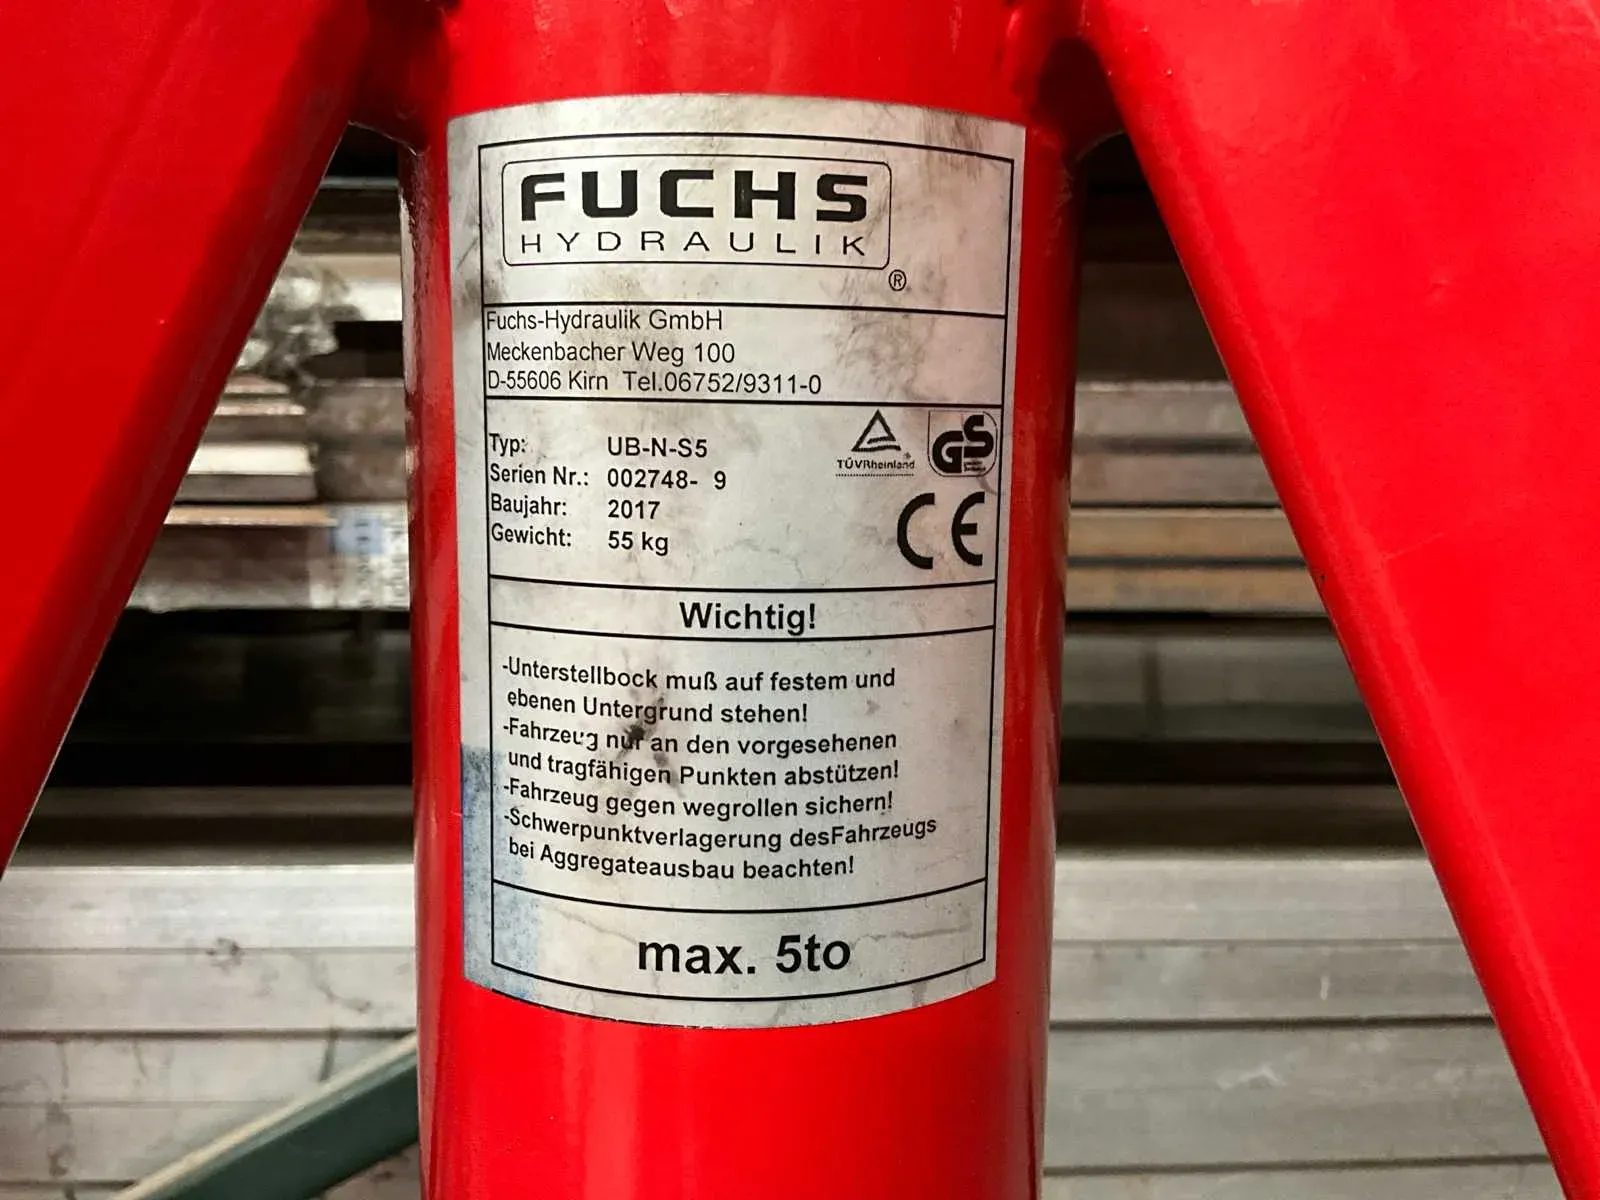 FUCHS
HYDRAULIK
®
Fuchs-Hydraulik GmbH
Meckenbacher Weg 100
D-55606 Kirn Tel.06752/9311-0
Typ: UB-N-S5
Serien Nr.: 002748- 9
Baujahr: 2017
Gewicht: 55 kg
TÜVRheinland
GS
CE
Wichtig!
-Unterstellbock muß auf festem und
ebenen Untergrund stehen!
-Fahrzeug nur an den vorgesehenen
und tragfähigen Punkten abstützen!
-Fahrzeug gegen wegrollen sichern!
-Schwerpunktverlagerung desFahrzeugs
bei Aggregateausbau beachten!
max. 5to